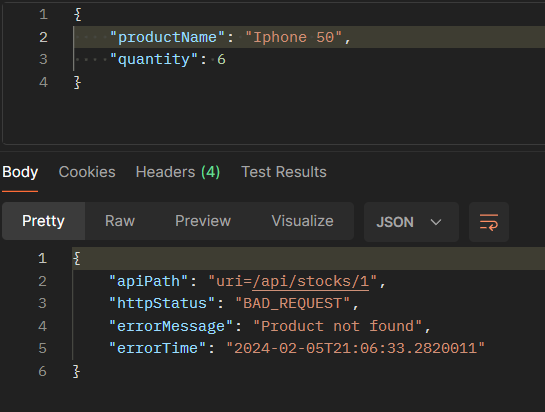 1 {
2 "productName": "Iphone 50",
3 "quantity": 6
4 }
Body Cookies Headers (4) Test Results
Pretty Raw Preview Visualize JSON
1 {
2 "apiPath": "uri=/api/stocks/1",
3 "httpStatus": "BAD_REQUEST",
4 "errorMessage": "Product not found",
5 "errorTime": "2024-02-05T21:06:33.2820011"
6 }